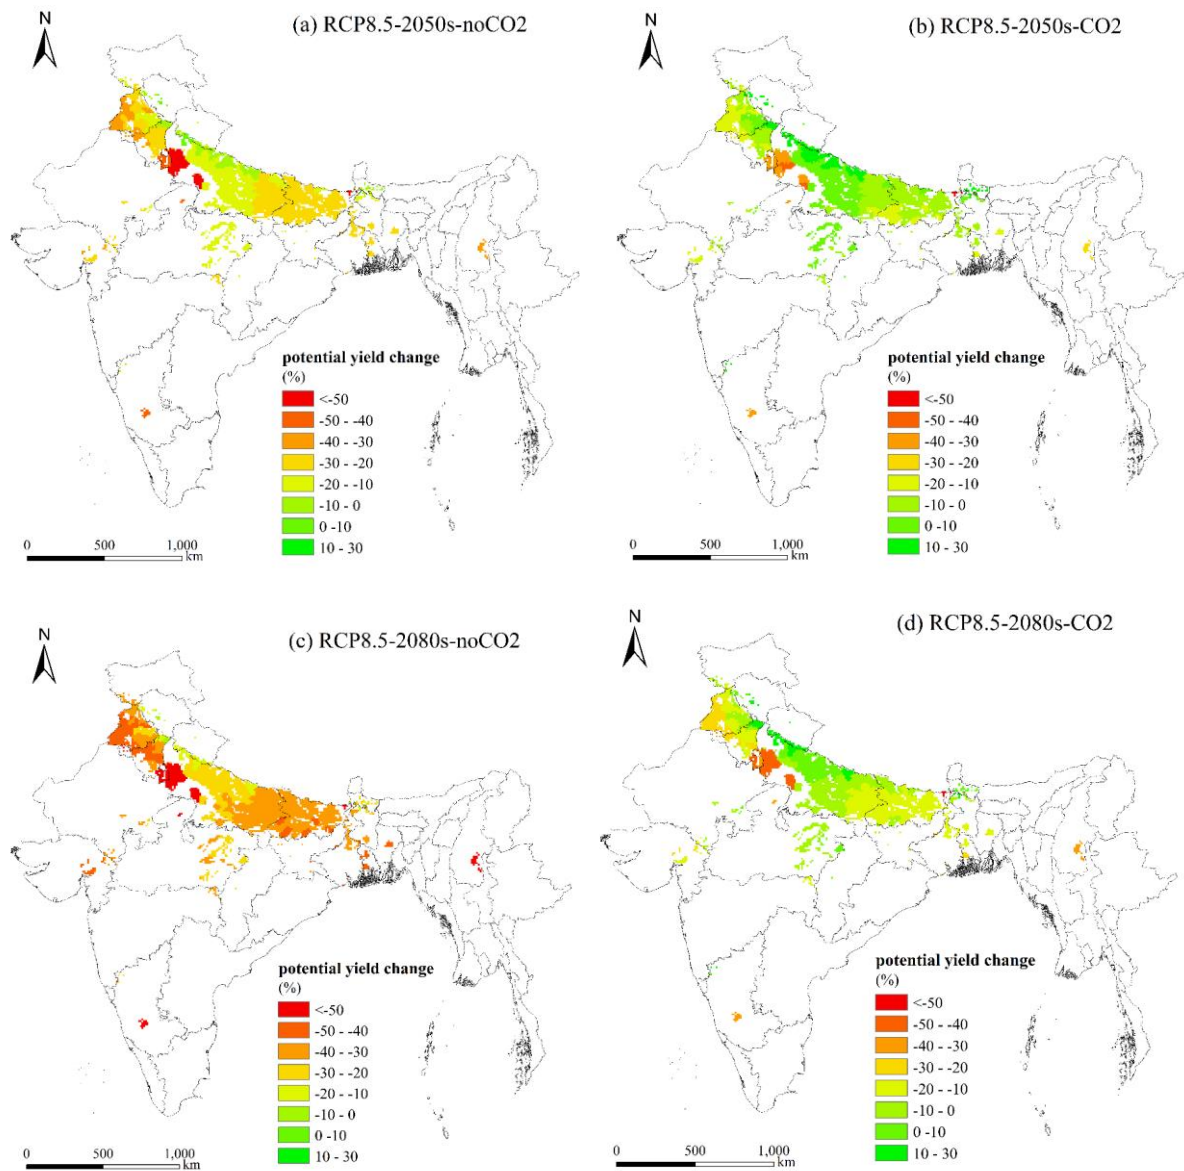 N
(a) RCP8.5-2050s-noCO2
potential yield change
(%)
<-50
-50 - -40
-40 - -30
-30 - -20
-20 - -10
-10 - 0
0 -10
10 - 30
0 500 1,000
km
N
(b) RCP8.5-2050s-CO2
potential yield change
(%)
<-50
-50 - -40
-40 - -30
-30 - -20
-20 - -10
-10 - 0
0 -10
10 - 30
0 500 1,000
km
N
(c) RCP8.5-2080s-noCO2
potential yield change
(%)
<-50
-50 - -40
-40 - -30
-30 - -20
-20 - -10
-10 - 0
0 -10
10 - 30
0 500 1,000
km
N
(d) RCP8.5-2080s-CO2
potential yield change
(%)
<-50
-50 - -40
-40 - -30
-30 - -20
-20 - -10
-10 - 0
0 -10
10 - 30
0 500 1,000
km